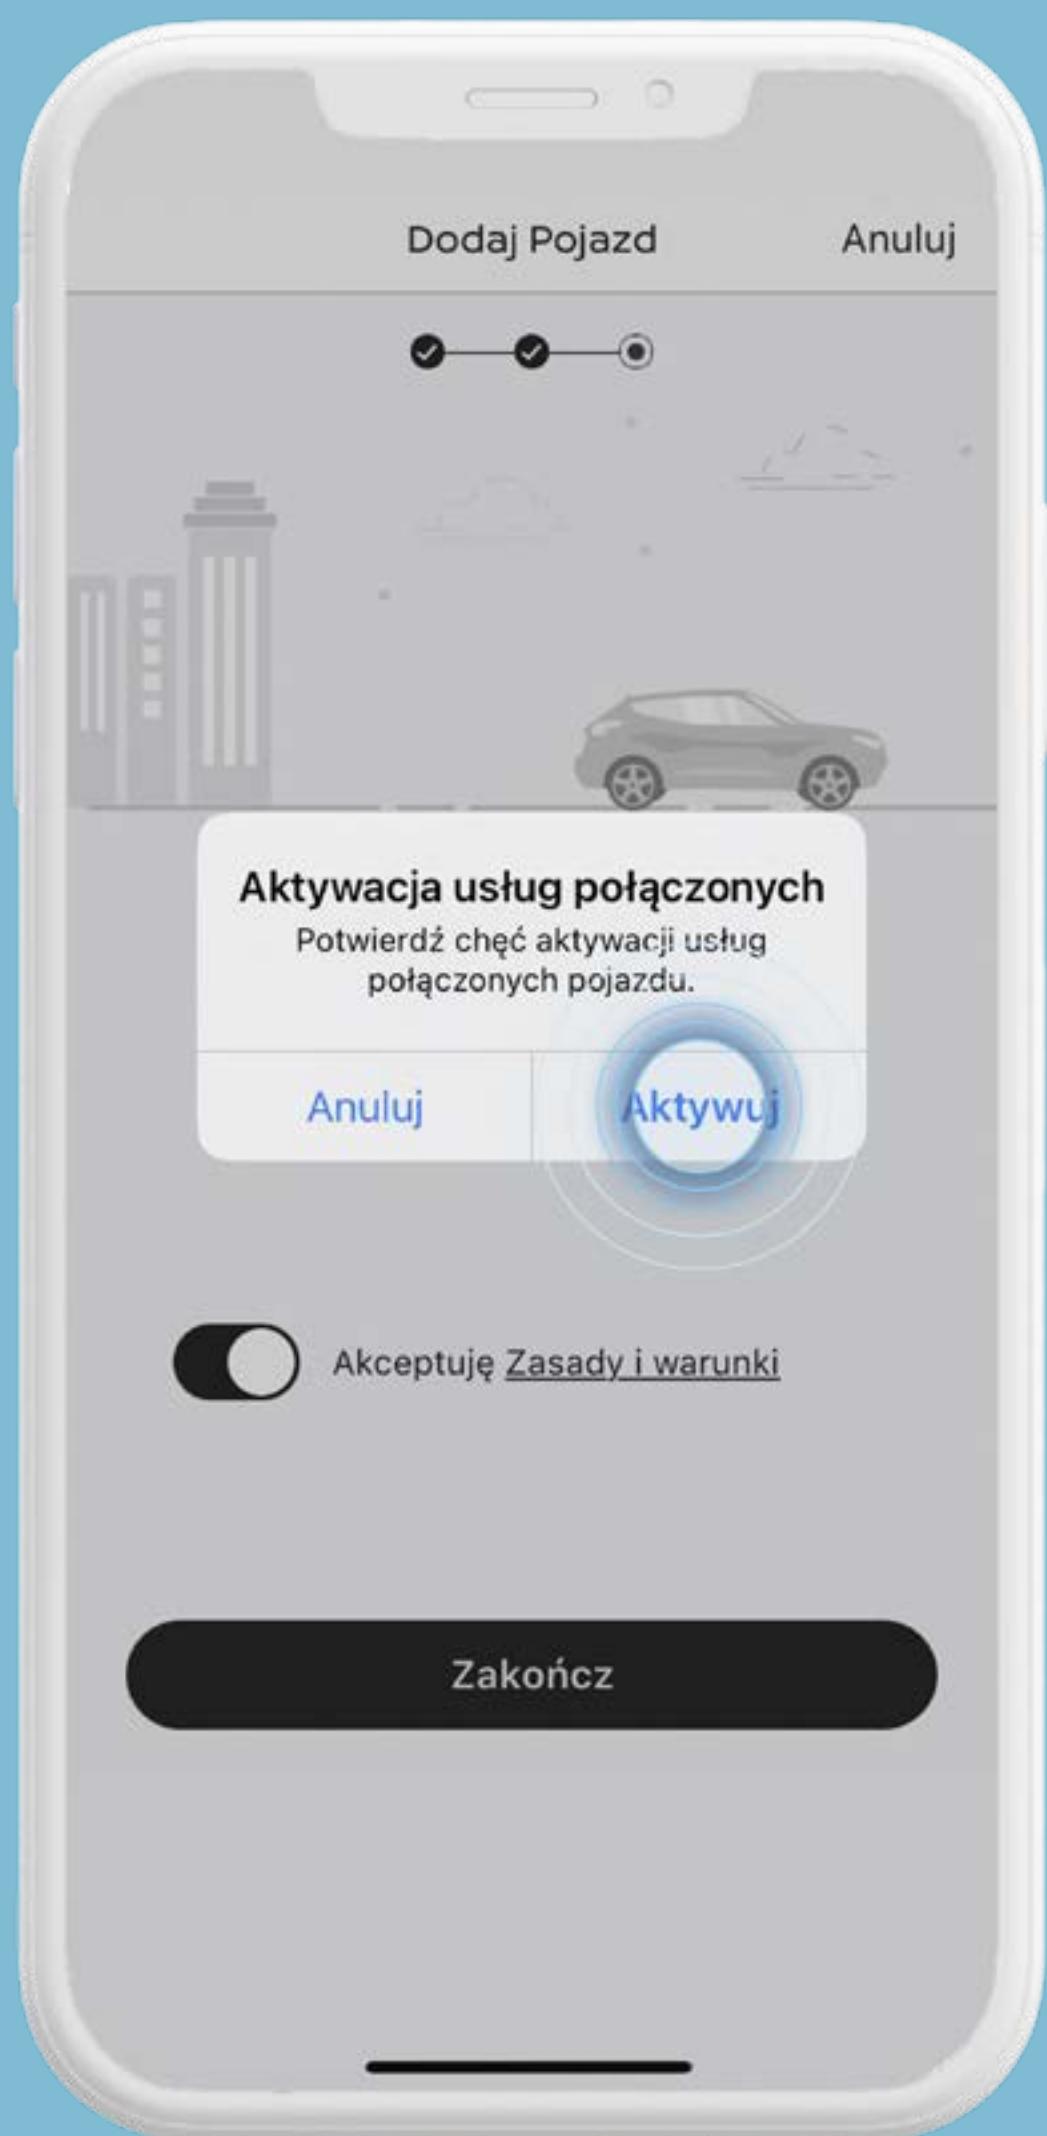 Dodaj Pojazd
Anuluj
Aktywacja usług połączonych
Potwierdź chęć aktywacji usług
połączonych pojazdu.
Anuluj
Aktywuj
Akceptuję Zasady i warunki
Zakończ